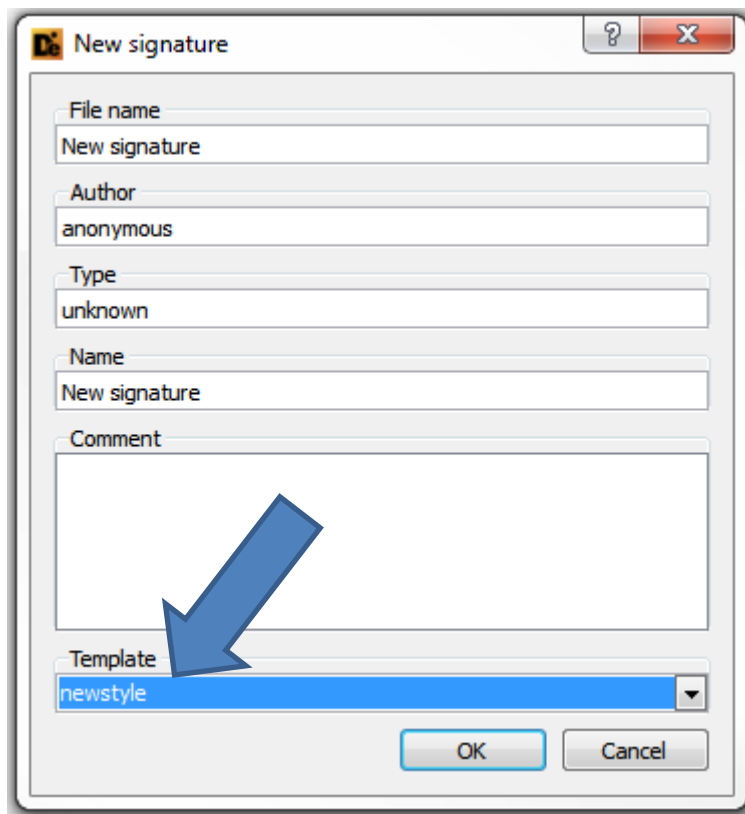 New signature
File name
New signature
Author
anonymous
Type
unknown
Name
New signature
Comment
Template
newstyle
OK
Cancel